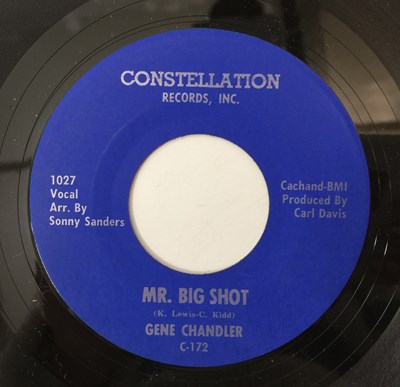 CONSTELLATION
RECORDS, INC.
1027
Vocal
Arr. By
Sonny Sanders
Cachand-BMI
Produced By
Carl Davis
MR. BIG SHOT
(K. Lewis-C. Kidd)
GENE CHANDLER
C-172